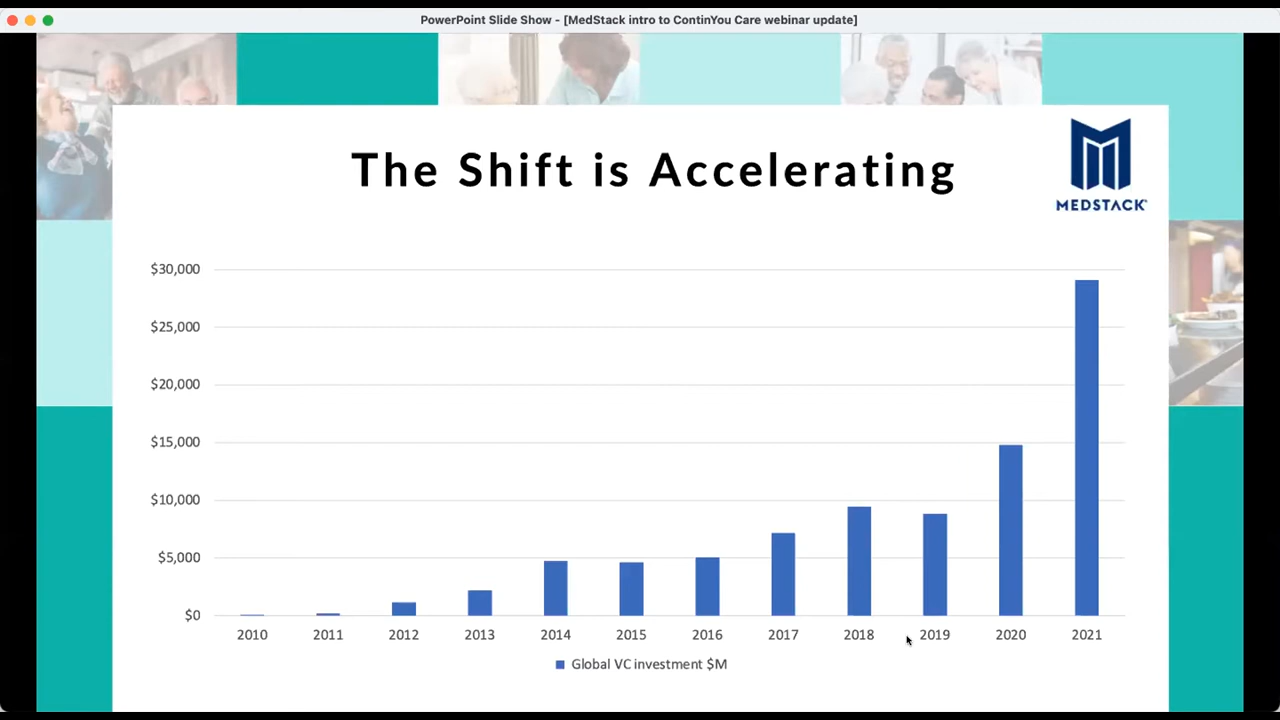 PowerPoint Slide Show - [MedStack intro to ContinYou Care webinar update]
The Shift is Accelerating
MEDSTACK
$30,000
$25,000
$20,000
$15,000
$10,000
$5,000
$0
2010 2011 2012 2013 2014 2015 2016 2017 2018 2019 2020 2021
Global VC investment $M